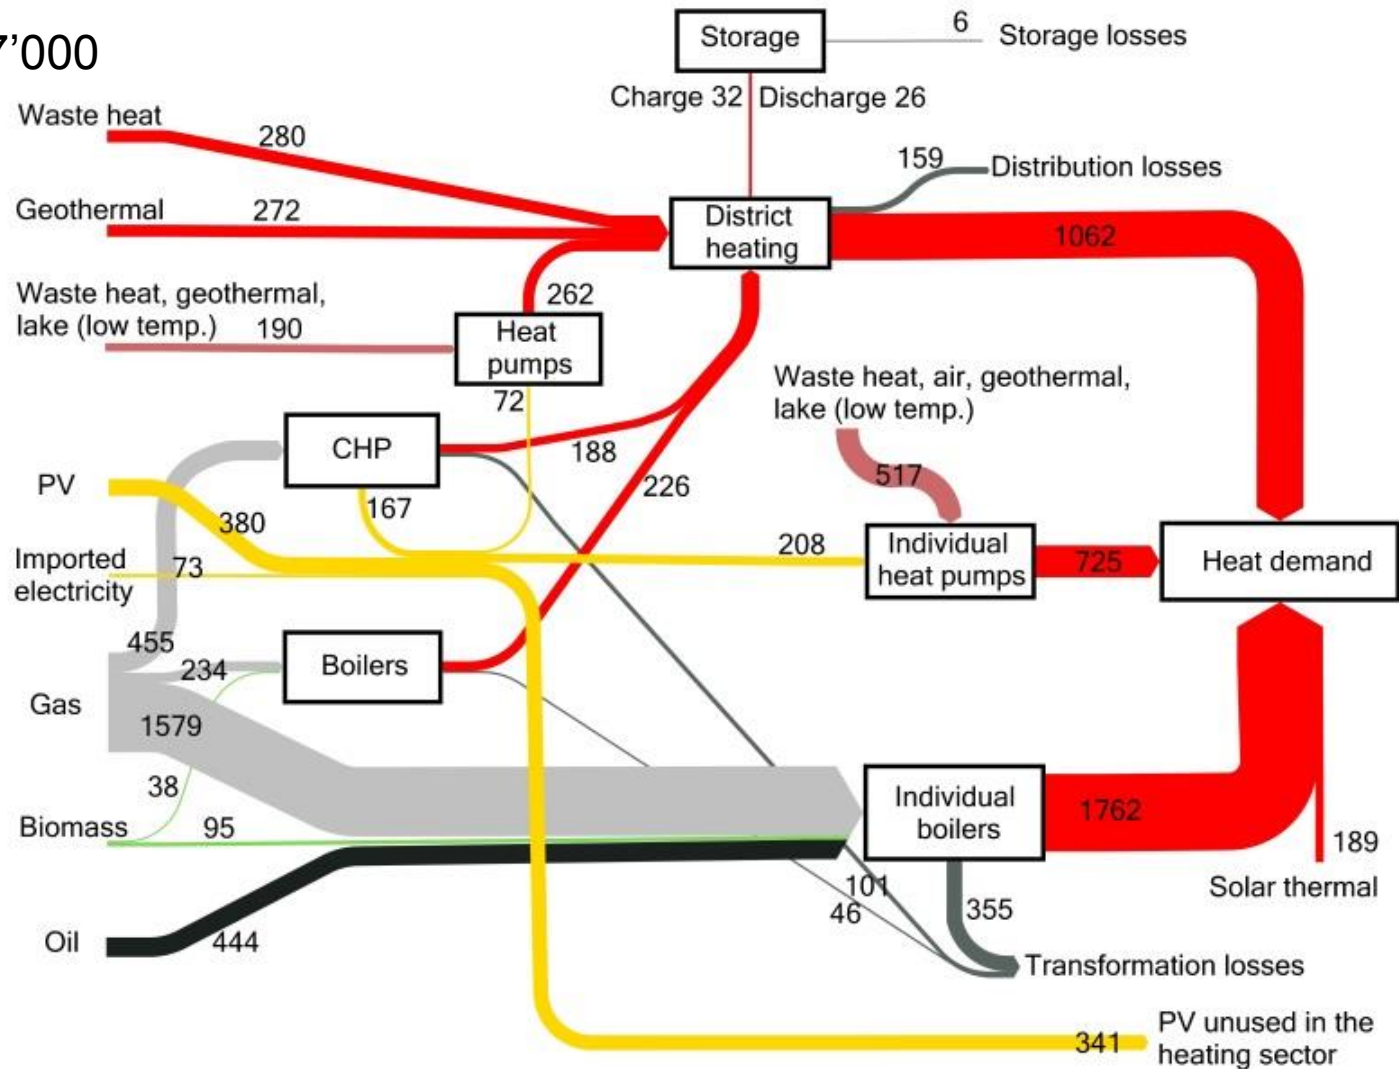 7’000
Storage
6
Storage losses
Charge 32
Discharge 26
Waste heat
280
159
Distribution losses
Geothermal
272
District
heating
1062
Waste heat, geothermal,
lake (low temp.)
190
262
Heat
pumps
72
Waste heat, air, geothermal,
lake (low temp.)
517
CHP
188
226
167
PV
380
208
Individual
heat pumps
725
Heat demand
Imported
electricity
73
455
234
Boilers
Gas
1579
38
Biomass
95
Individual
boilers
1762
189
Solar thermal
101
46
355
Oil
444
Transformation losses
341
PV unused in the
heating sector